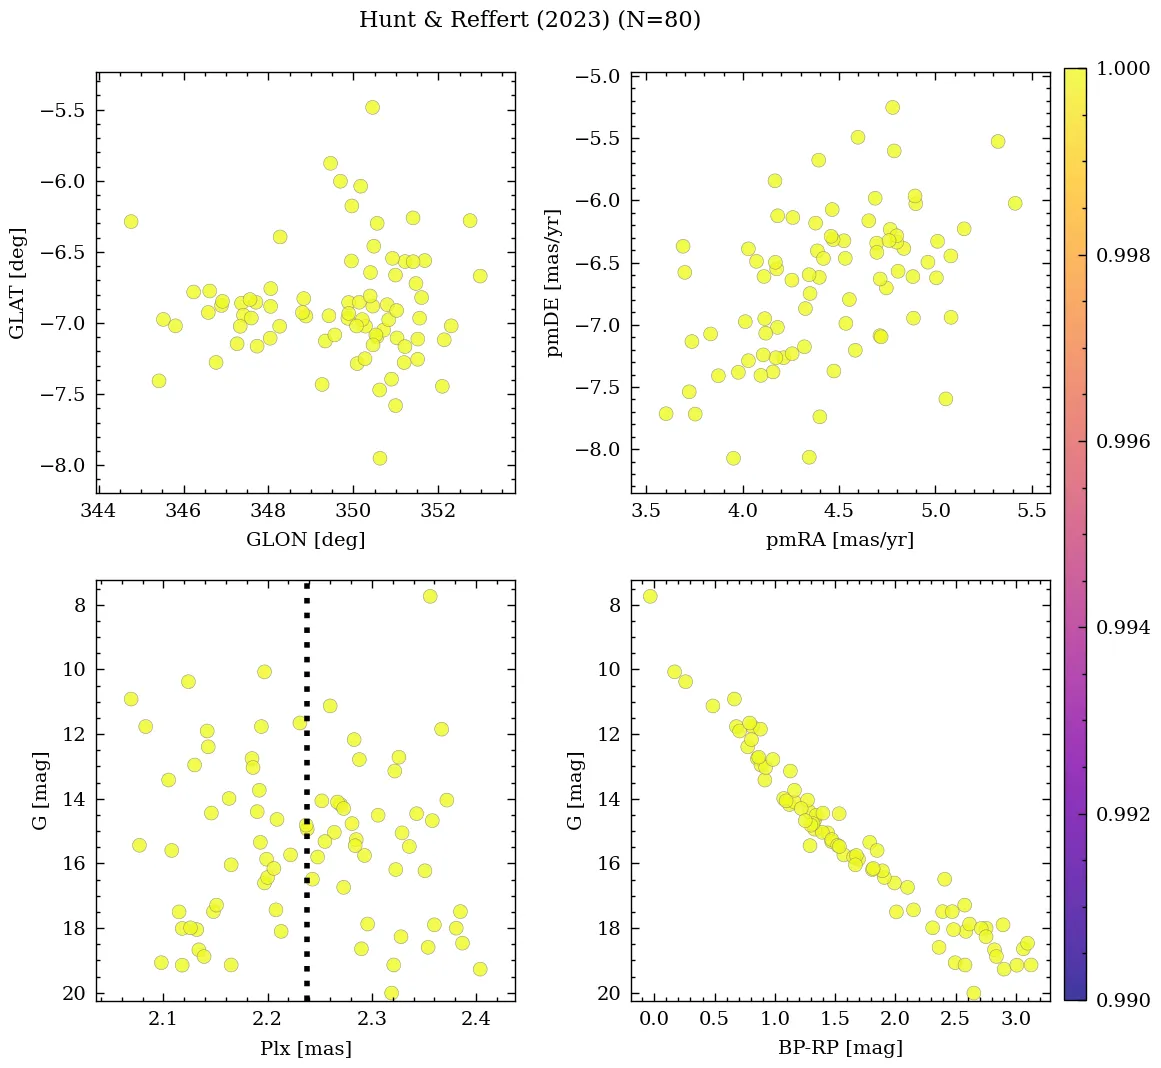 Hunt & Reffert (2023) (N=80)
−5.5
−6.0
−6.5
−7.0
−7.5
−8.0
GLAT [deg]
344 346 348 350 352
GLON [deg]
−5.0
−5.5
−6.0
−6.5
−7.0
−7.5
−8.0
pmDE [mas/yr]
3.5 4.0 4.5 5.0 5.5
pmRA [mas/yr]
8
10
12
14
16
18
20
G [mag]
2.1 2.2 2.3 2.4
Plx [mas]
8
10
12
14
16
18
20
G [mag]
0.0 0.5 1.0 1.5 2.0 2.5 3.0
BP-RP [mag]
1.000
0.998
0.996
0.994
0.992
0.990